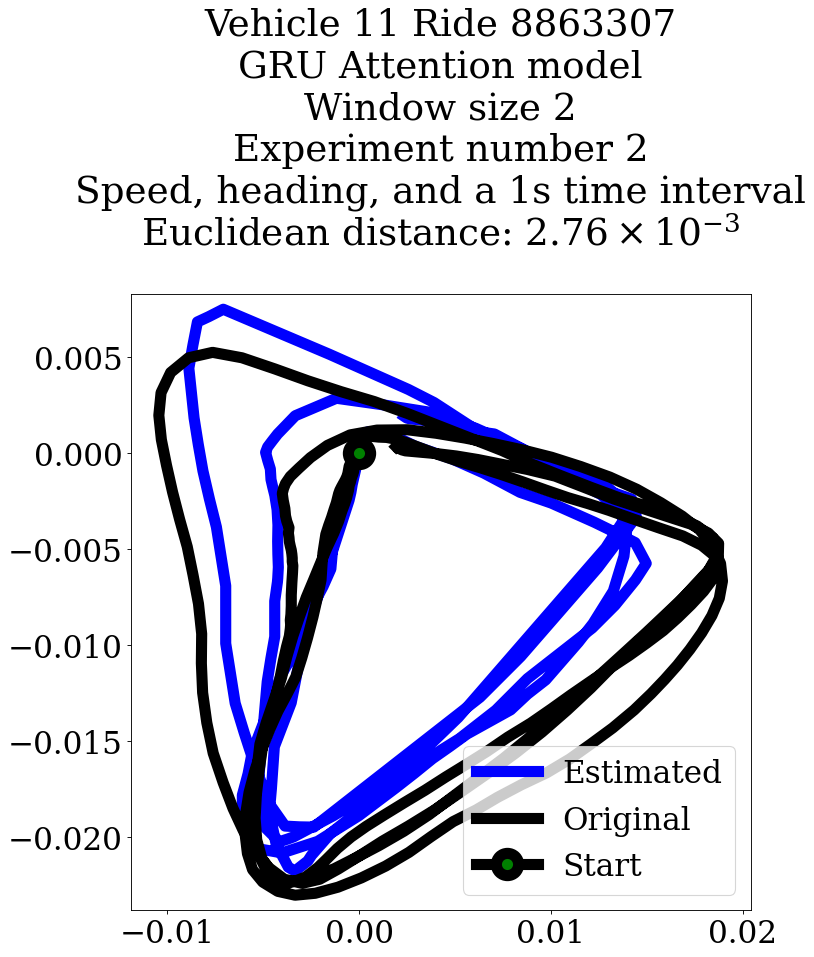 Vehicle 11 Ride 8863307
GRU Attention model
Window size 2
Experiment number 2
Speed, heading, and a 1s time interval
Euclidean distance: 2.76 × 10⁻³
0.005
0.000
−0.005
−0.010
−0.015
−0.020
Estimated
Original
Start
−0.01
0.00
0.01
0.02